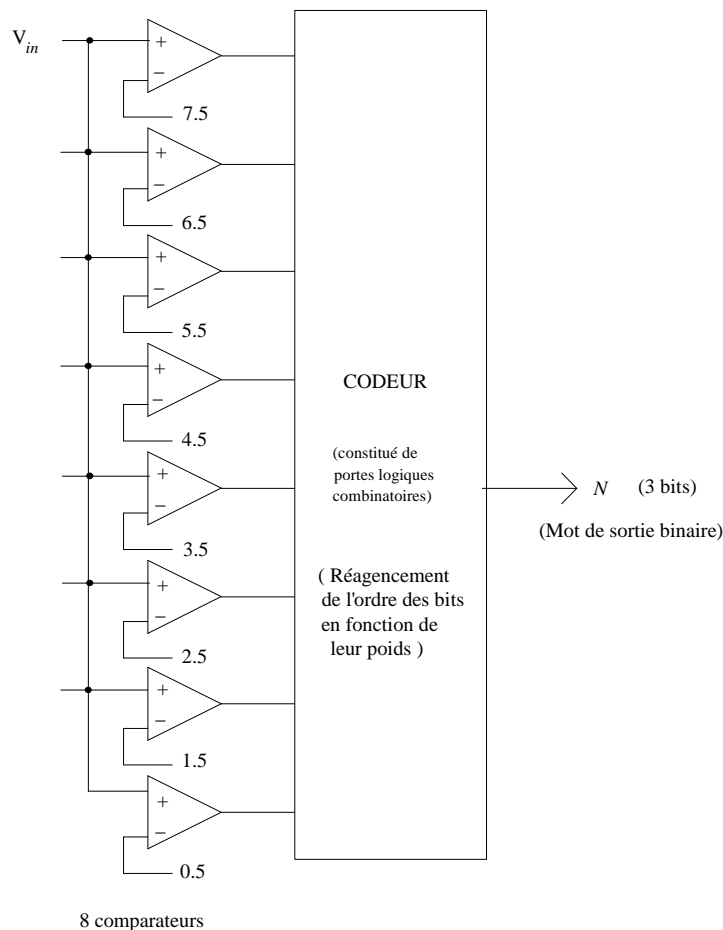 V_in
+
−
7.5
+
−
6.5
+
−
5.5
+
−
4.5
+
−
3.5
+
−
2.5
+
−
1.5
+
−
0.5
CODEUR
(constitué de
portes logiques
combinatoires)
( Réagencement
de l'ordre des bits
en fonction de
leur poids )
N (3 bits)
(Mot de sortie binaire)
8 comparateurs